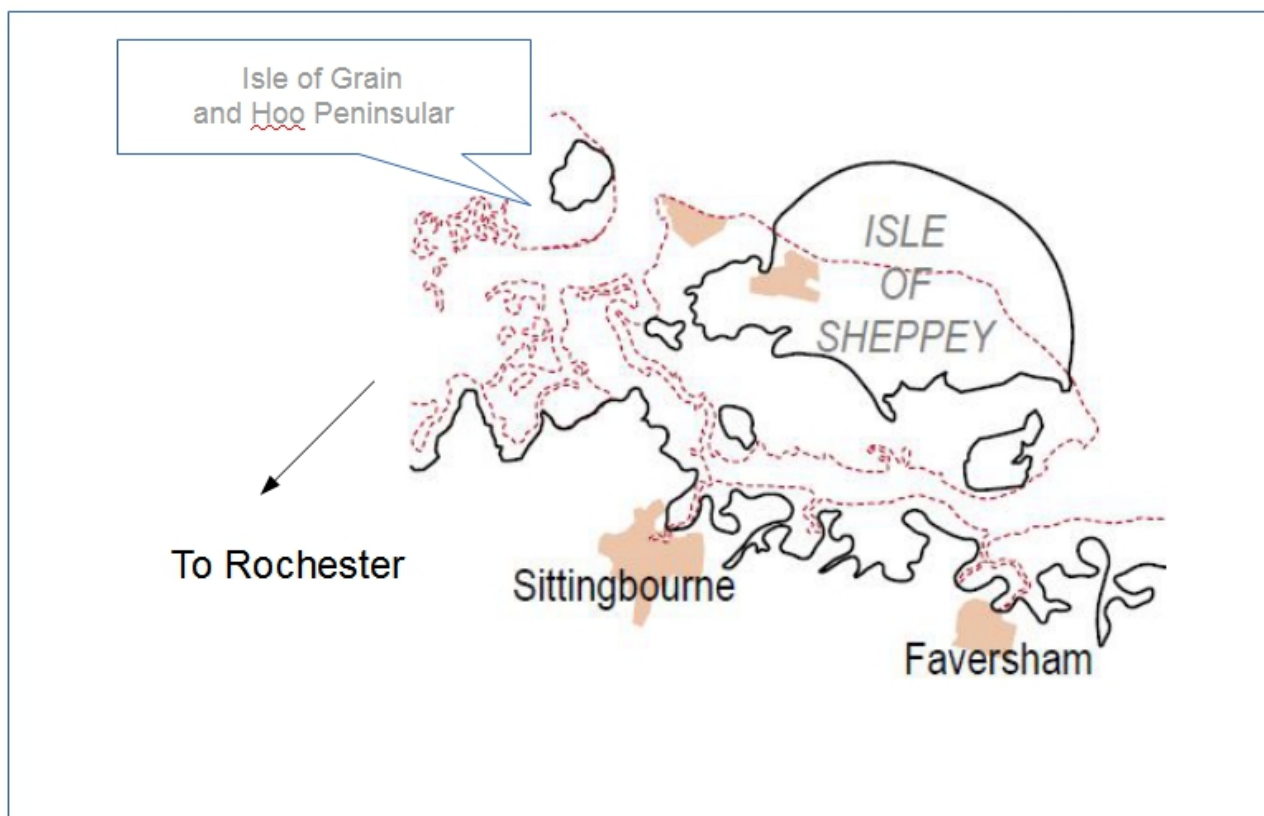 Isle of Grain
and Hoo Peninsular
ISLE
OF
SHEPPEY
To Rochester
Sittingbourne
Faversham